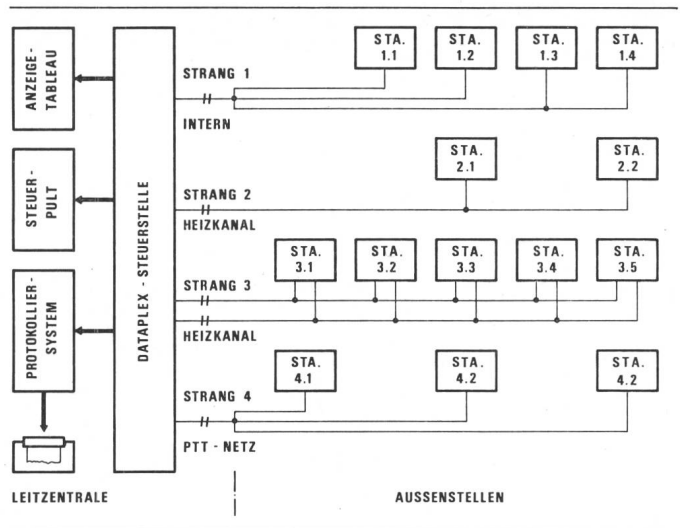 ANZEIGE-
TABLEAU
STEUER-
PULT
PROTOKOLLIER-
SYSTEM
DATAPLEX - STEUERSTELLE
STRANG 1
INTERN
STA.
1.1
STA.
1.2
STA.
1.3
STA.
1.4
STRANG 2
HEIZKANAL
STA.
2.1
STA.
2.2
STRANG 3
HEIZKANAL
STA.
3.1
STA.
3.2
STA.
3.3
STA.
3.4
STA.
3.5
STRANG 4
PTT - NETZ
STA.
4.1
STA.
4.2
STA.
4.2
LEITZENTRALE
AUSSENSTELLEN